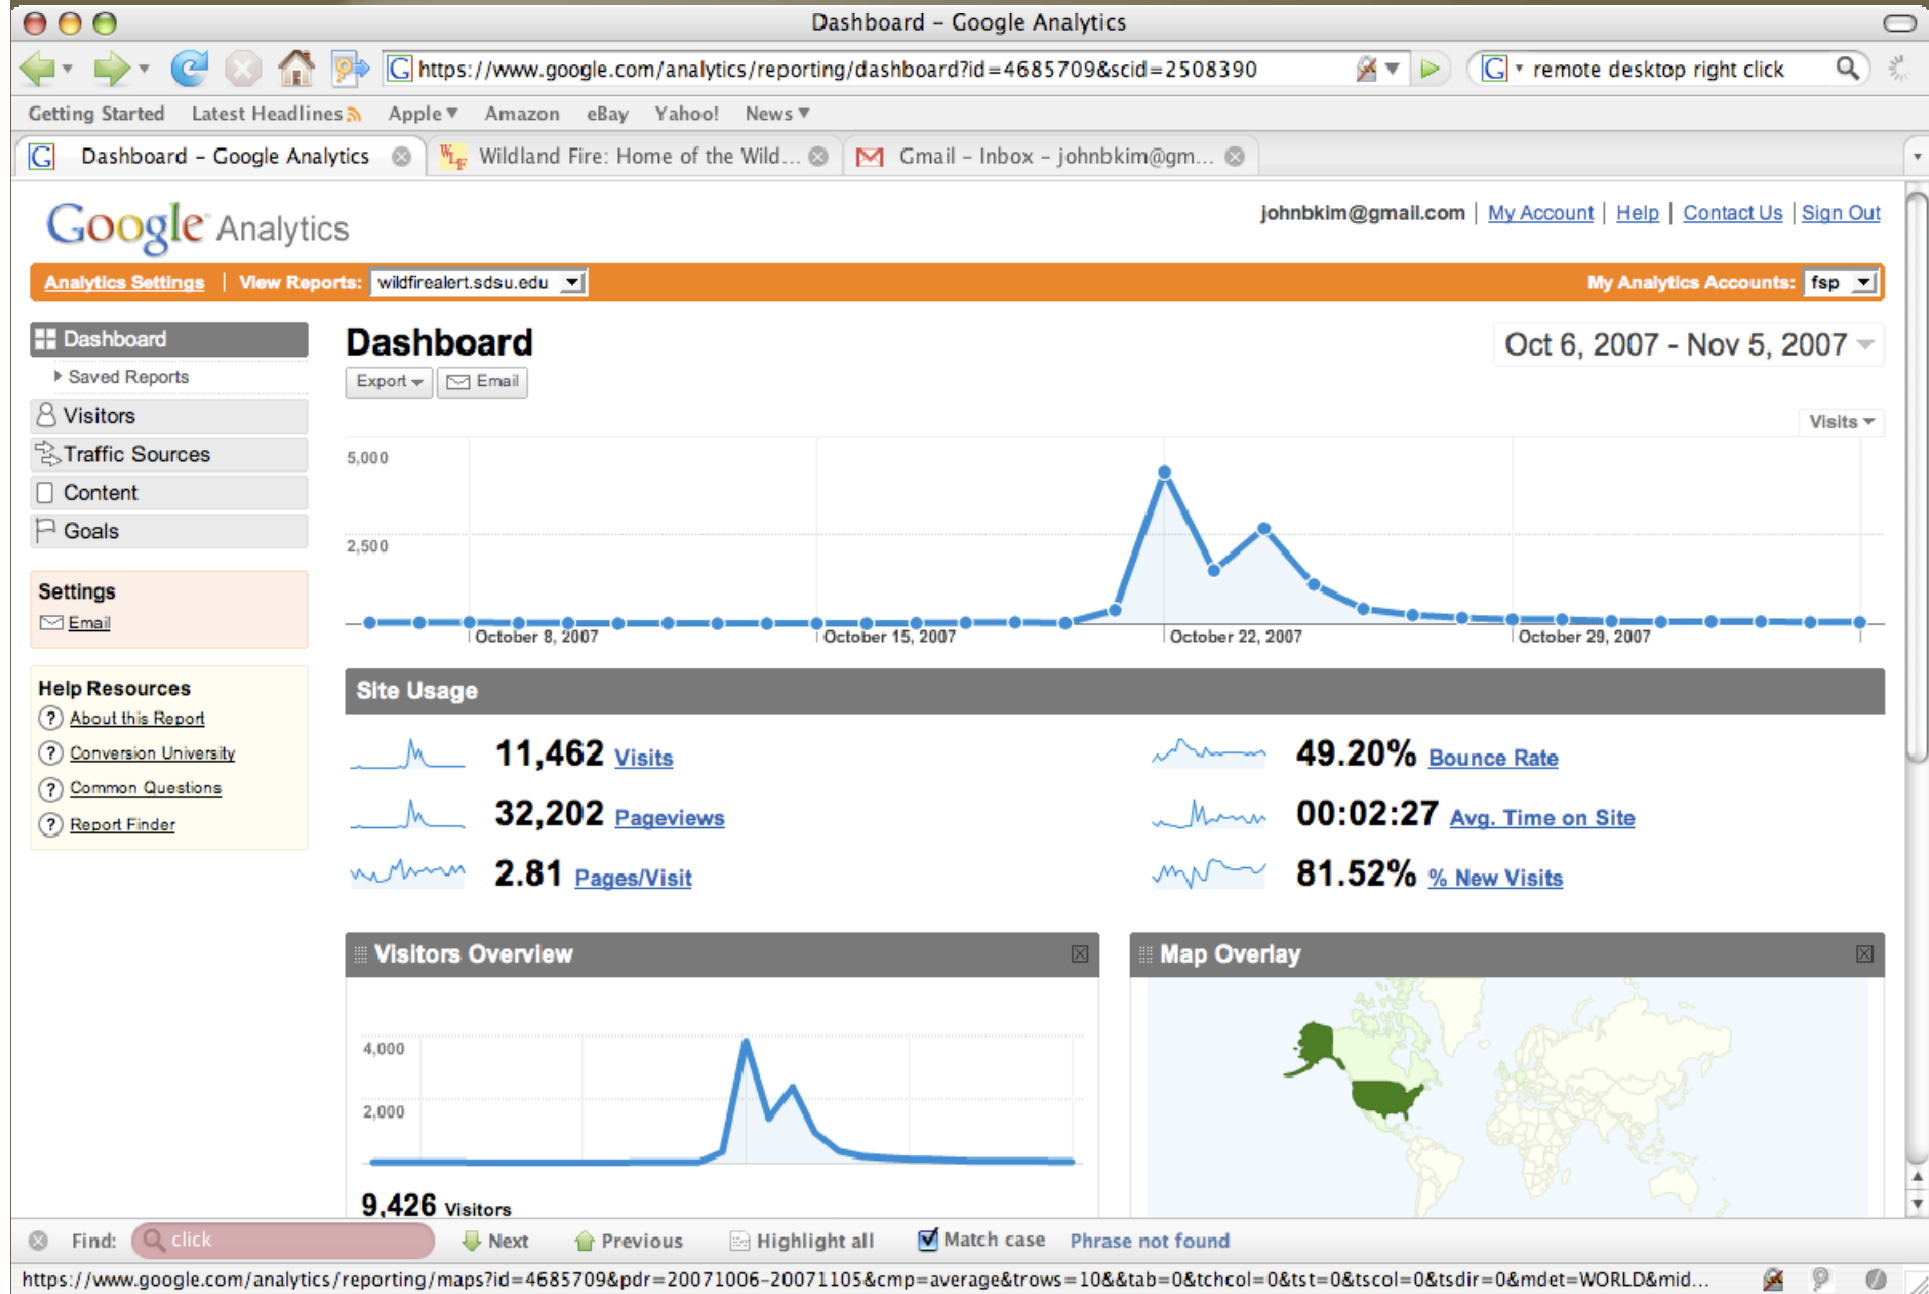 Dashboard – Google Analytics
https://www.google.com/analytics/reporting/dashboard?id=4685709&scid=2508390
remote desktop right click
Getting Started Latest Headlines Apple Amazon eBay Yahoo! News
Dashboard – Google Analytics Wildland Fire: Home of the Wild... Gmail – Inbox – johnbkim@gm...
Google Analytics
johnbkim@gmail.com | My Account | Help | Contact Us | Sign Out
Analytics Settings | View Reports: wildfirealert.sdsu.edu
My Analytics Accounts: fsp
Dashboard
Saved Reports
Visitors
Traffic Sources
Content
Goals
Settings
Email
Help Resources
About this Report
Conversion University
Common Questions
Report Finder
Dashboard
Export Email
Oct 6, 2007 - Nov 5, 2007
Visits
5,000
2,500
October 8, 2007 October 15, 2007 October 22, 2007 October 29, 2007
Site Usage
11,462 Visits
32,202 Pageviews
2.81 Pages/Visit
49.20% Bounce Rate
00:02:27 Avg. Time on Site
81.52% % New Visits
Visitors Overview
4,000
2,000
9,426 Visitors
Map Overlay
Find: click Next Previous Highlight all Match case Phrase not found
https://www.google.com/analytics/reporting/maps?id=4685709&pdr=20071006-20071105&cmp=average&trows=10&&tab=0&tchcol=0&tst=0&tscol=0&tsdir=0&mdet=WORLD&mid...